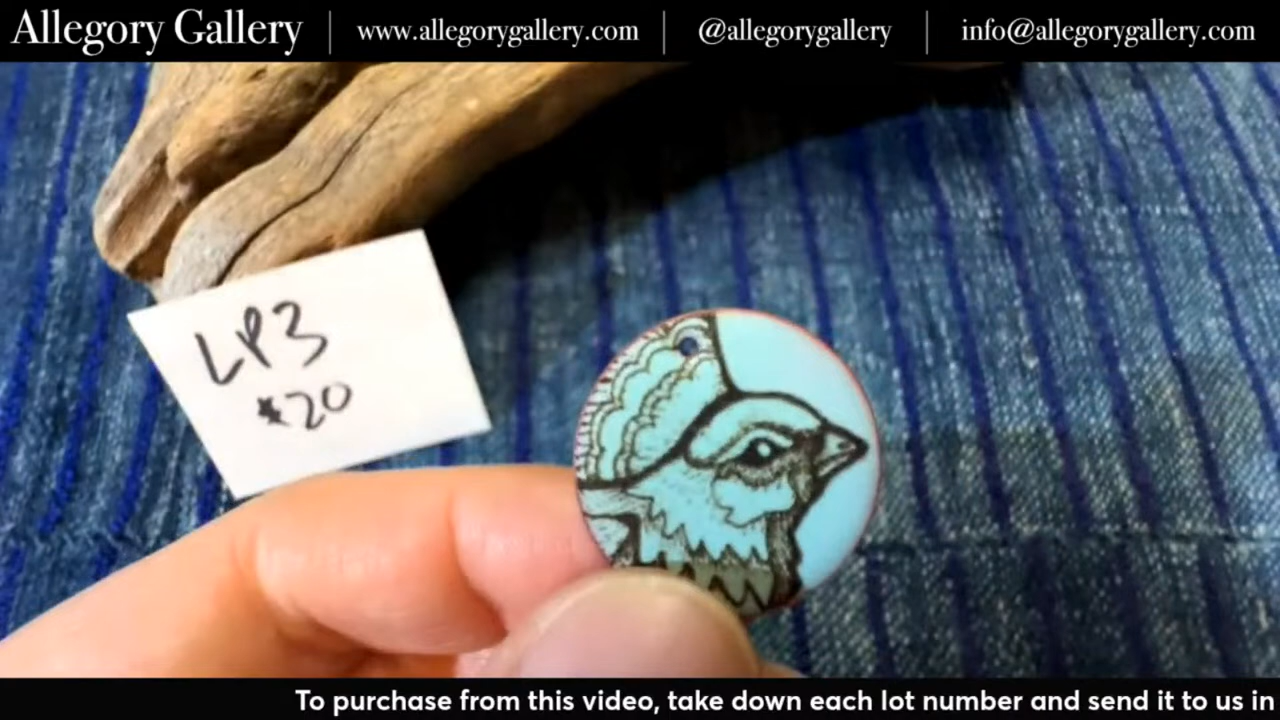 Allegory Gallery | www.allegorygallery.com | @allegorygallery | info@allegorygallery.com
LP3
$20
To purchase from this video, take down each lot number and send it to us in